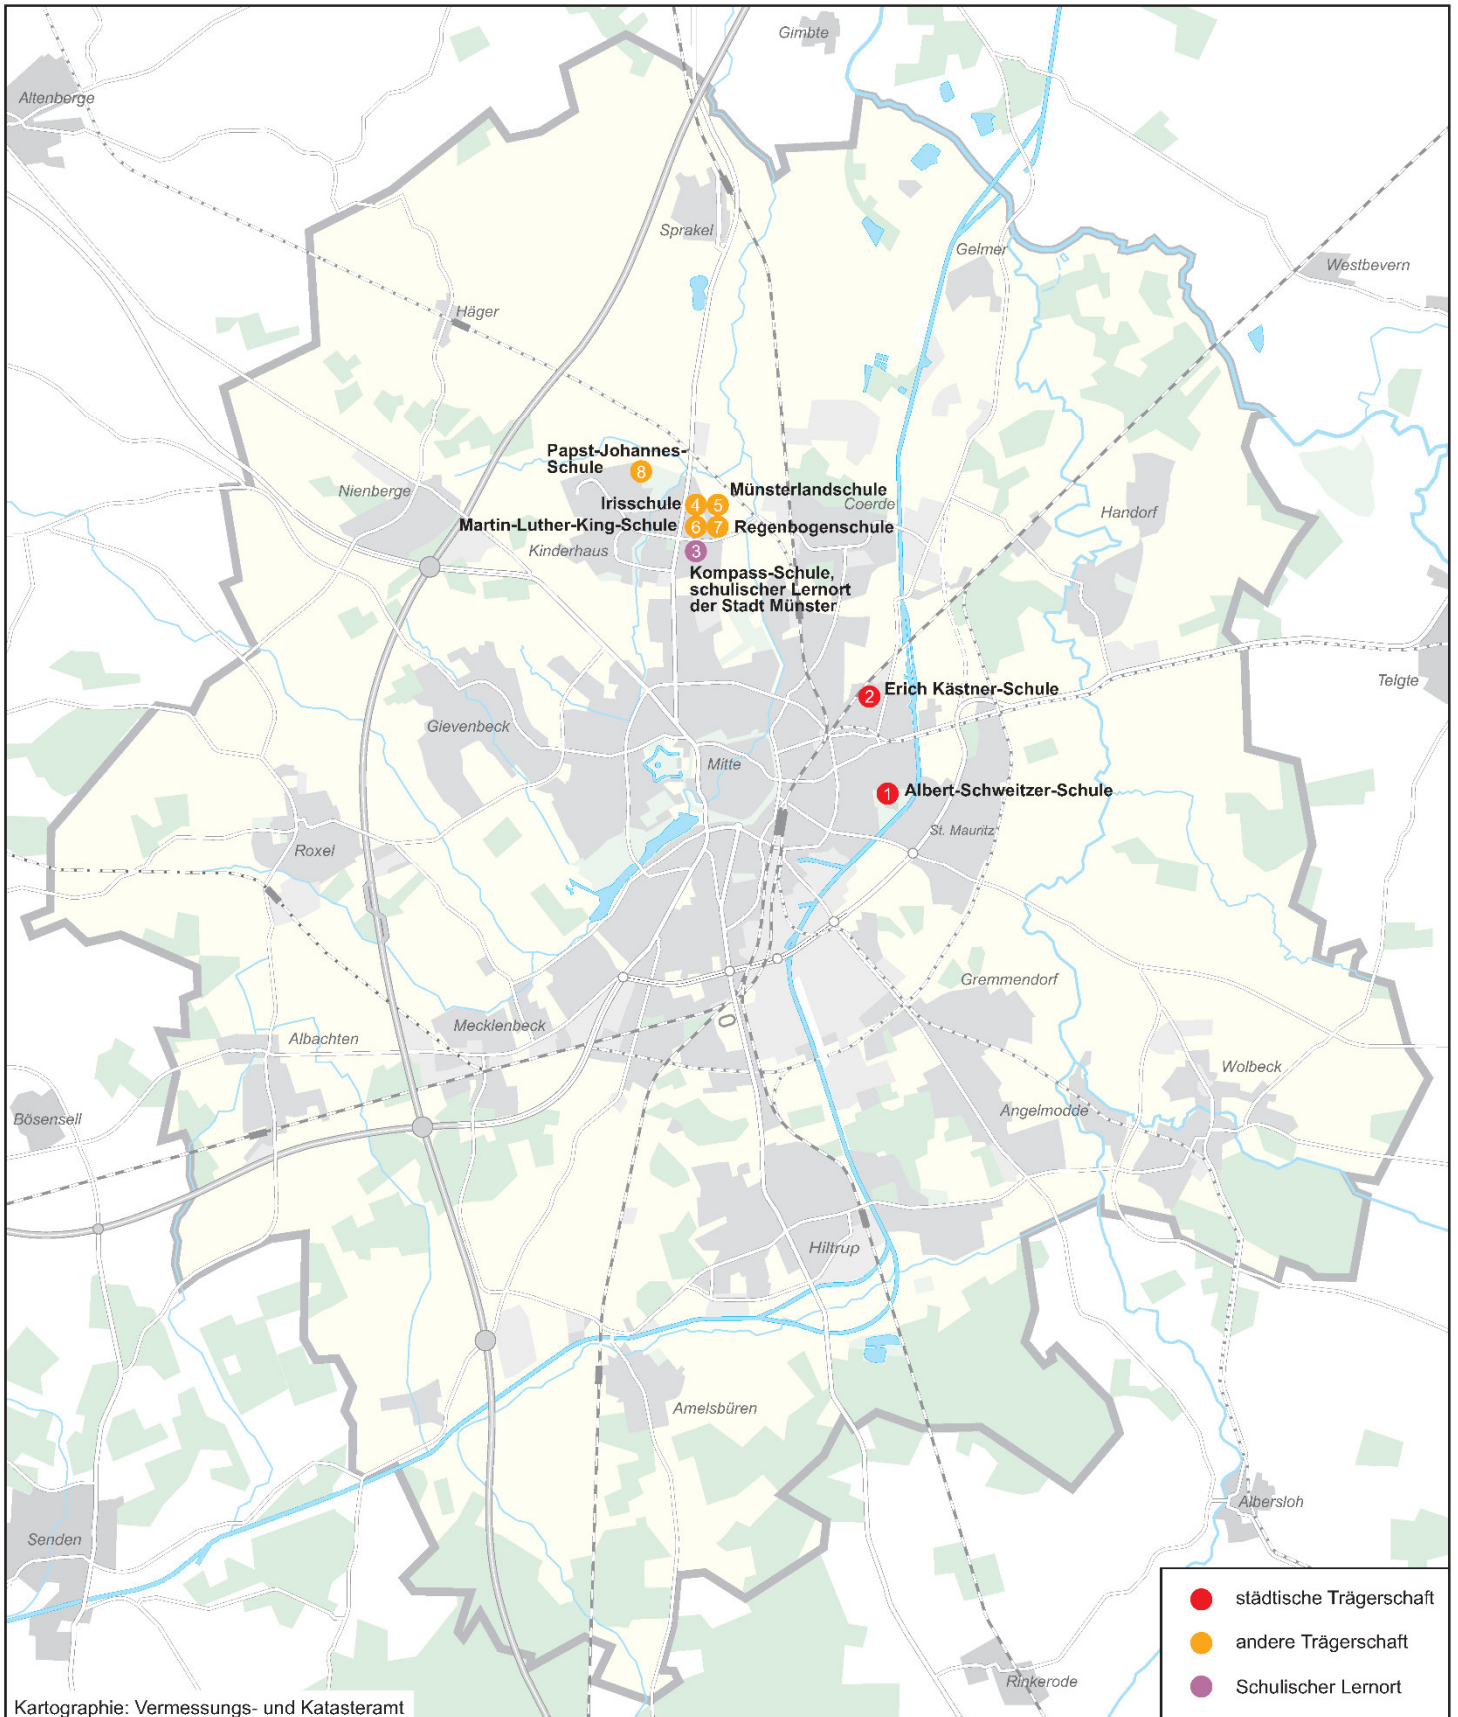 Gimbte
Altenberge
Sprakel
Gelmer
Westbevern
Häger
Papst-Johannes-
Schule
8
Nienberge
Irisschule
4
5
Münsterlandschule
Coerde
Handorf
Martin-Luther-King-Schule
6
7
Regenbogenschule
Kinderhaus
3
Kompass-Schule,
schulischer Lernort
der Stadt Münster
Telgte
2
Erich Kästner-Schule
Gievenbeck
Mitte
1
Albert-Schweitzer-Schule
St. Mauritz
Roxel
Gremmendorf
Mecklenbeck
Albachten
Wolbeck
Angelmodde
Bösensell
Hiltrup
Amelsbüren
Albersloh
Senden
Rinkerode
städtische Trägerschaft
andere Trägerschaft
Schulischer Lernort
Kartographie: Vermessungs- und Katasteramt